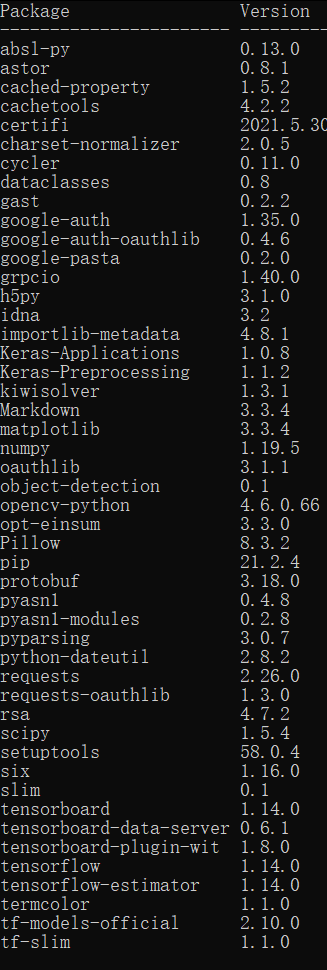 Package Version
----------------------- ---------
absl-py 0.13.0
astor 0.8.1
cached-property 1.5.2
cachetools 4.2.2
certifi 2021.5.30
charset-normalizer 2.0.5
cycler 0.11.0
dataclasses 0.8
gast 0.2.2
google-auth 1.35.0
google-auth-oauthlib 0.4.6
google-pasta 0.2.0
grpcio 1.40.0
h5py 3.1.0
idna 3.2
importlib-metadata 4.8.1
Keras-Applications 1.0.8
Keras-Preprocessing 1.1.2
kiwisolver 1.3.1
Markdown 3.3.4
matplotlib 3.3.4
numpy 1.19.5
oauthlib 3.1.1
object-detection 0.1
opencv-python 4.6.0.66
opt-einsum 3.3.0
Pillow 8.3.2
pip 21.2.4
protobuf 3.18.0
pyasn1 0.4.8
pyasn1-modules 0.2.8
pyparsing 3.0.7
python-dateutil 2.8.2
requests 2.26.0
requests-oauthlib 1.3.0
rsa 4.7.2
scipy 1.5.4
setuptools 58.0.4
six 1.16.0
slim 0.1
tensorboard 1.14.0
tensorboard-data-server 0.6.1
tensorboard-plugin-wit 1.8.0
tensorflow 1.14.0
tensorflow-estimator 1.14.0
termcolor 1.1.0
tf-models-official 2.10.0
tf-slim 1.1.0